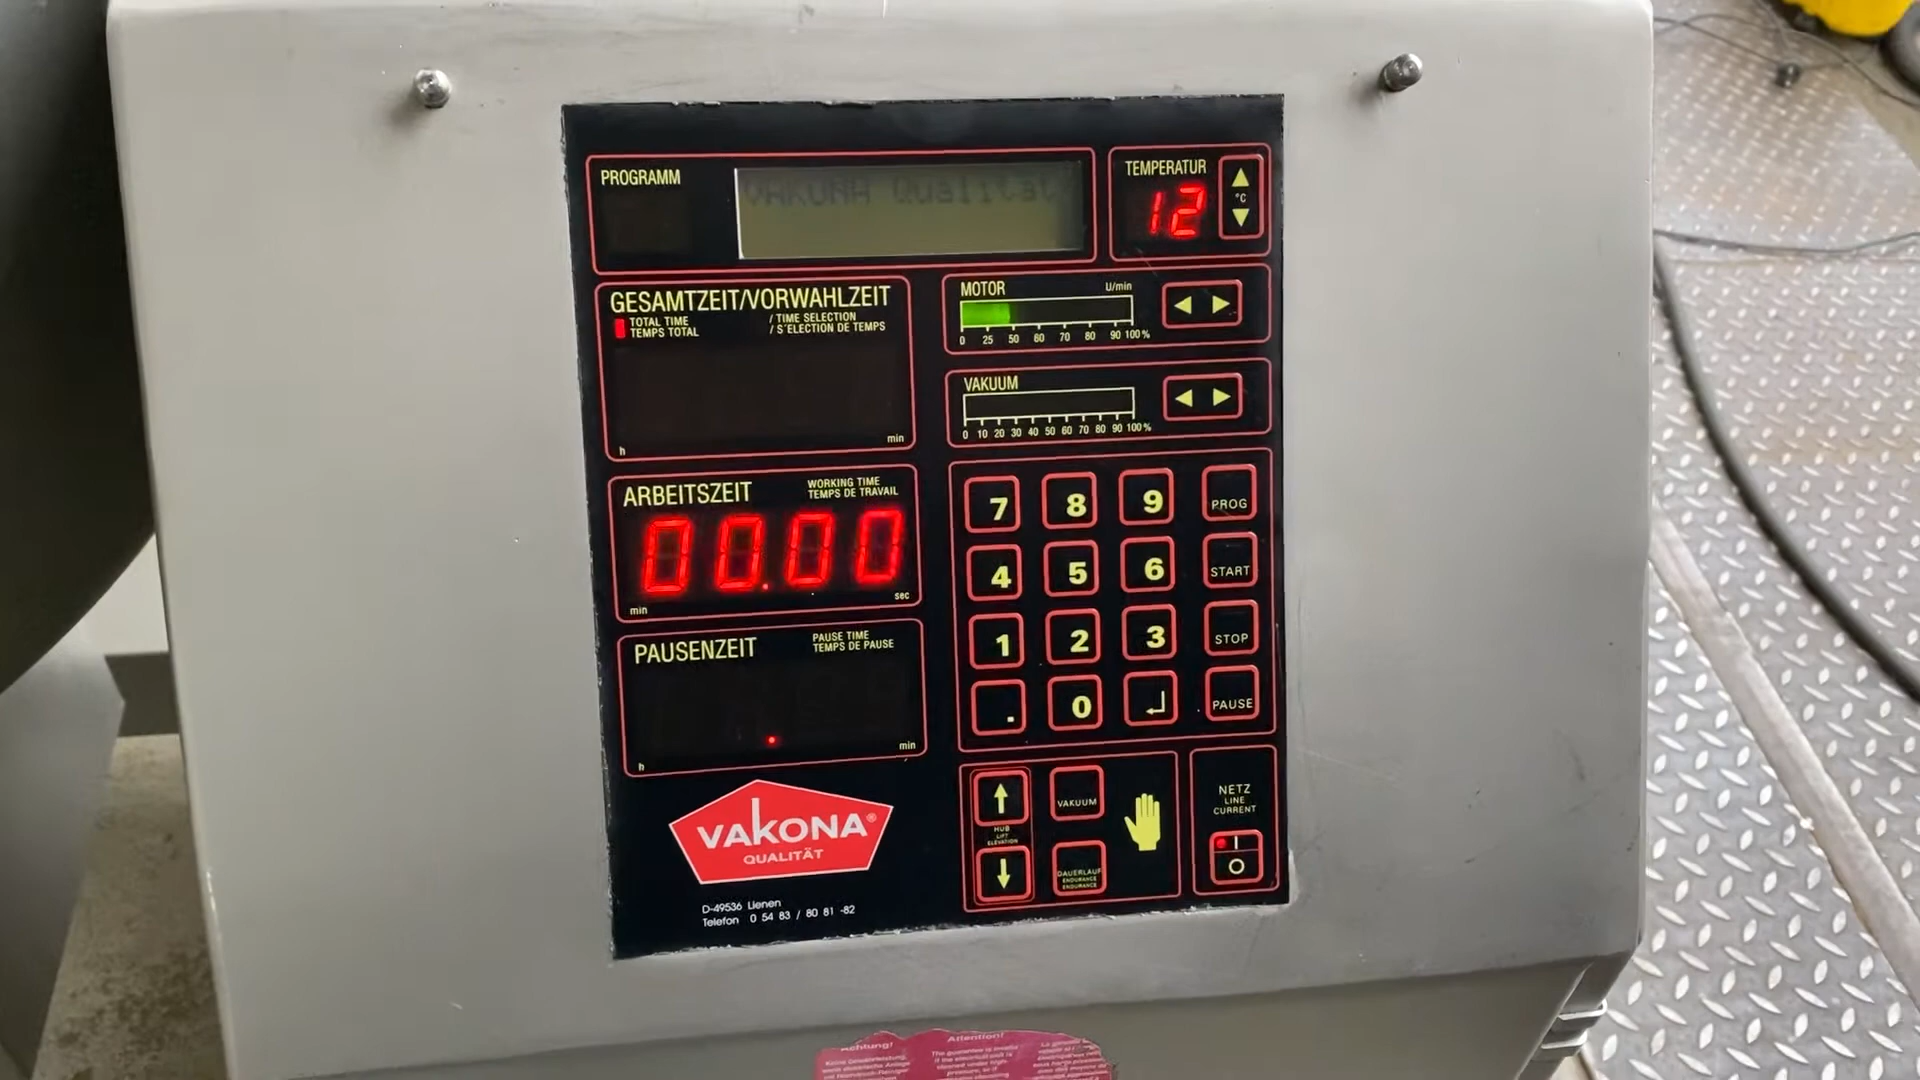 PROGRAMM
VAKONA Qualität
TEMPERATUR
12
°C
GESAMTZEIT/VORWAHLZEIT
TOTAL TIME / TIME SELECTION
TEMPS TOTAL / S'ELECTION DE TEMPS
h min
MOTOR U/min
0 25 50 60 70 80 90 100%
VAKUUM
0 10 20 30 40 50 60 70 80 90 100%
ARBEITSZEIT
WORKING TIME
TEMPS DE TRAVAIL
00.00
min sec
PAUSENZEIT
PAUSE TIME
TEMPS DE PAUSE
.
h min
7 8 9 PROG
4 5 6 START
1 2 3 STOP
. 0 PAUSE
HUB
LIFT
ELEVATION
VAKUUM
DAUERLAUF
ENDURANCE
ENDURANCE
NETZ
LINE
CURRENT
I
O
VAKONA®
QUALITÄT
D-49536 Lienen
Telefon 0 54 83 / 80 81 -82
Achtung!
Attention!